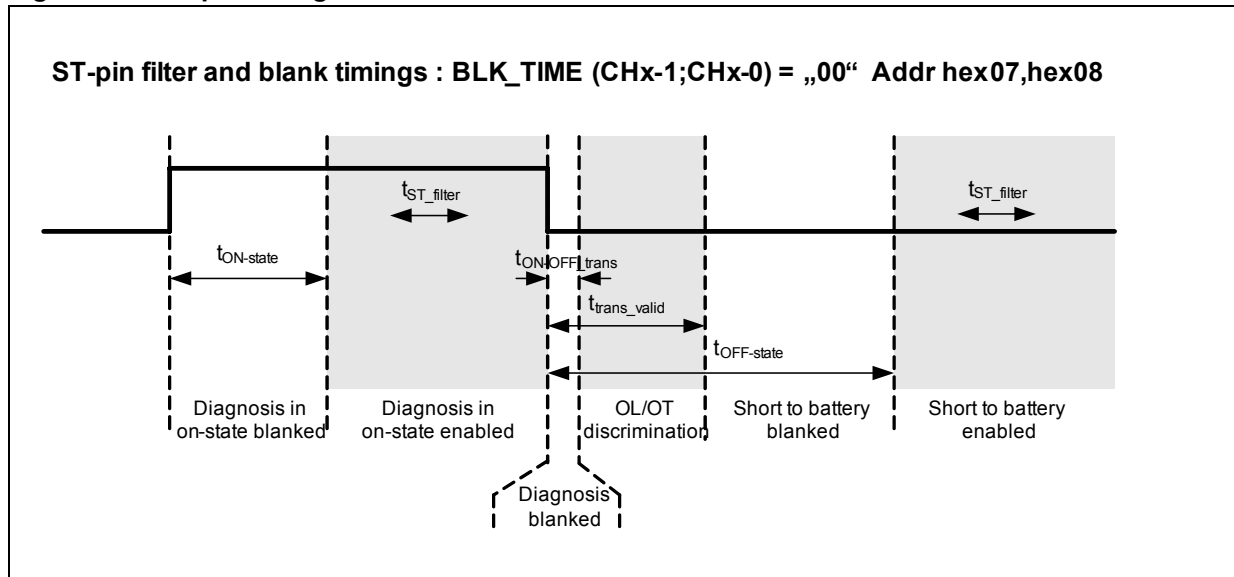 ST-pin filter and blank timings : BLK_TIME (CHx-1;CHx-0) = „00“ Addr hex07,hex08
tST_filter
tST_filter
tON-state
tON-OFF_trans
ttrans_valid
tOFF-state
Diagnosis in
on-state blanked
Diagnosis in
on-state enabled
OL/OT
discrimination
Short to battery
blanked
Short to battery
enabled
Diagnosis
blanked